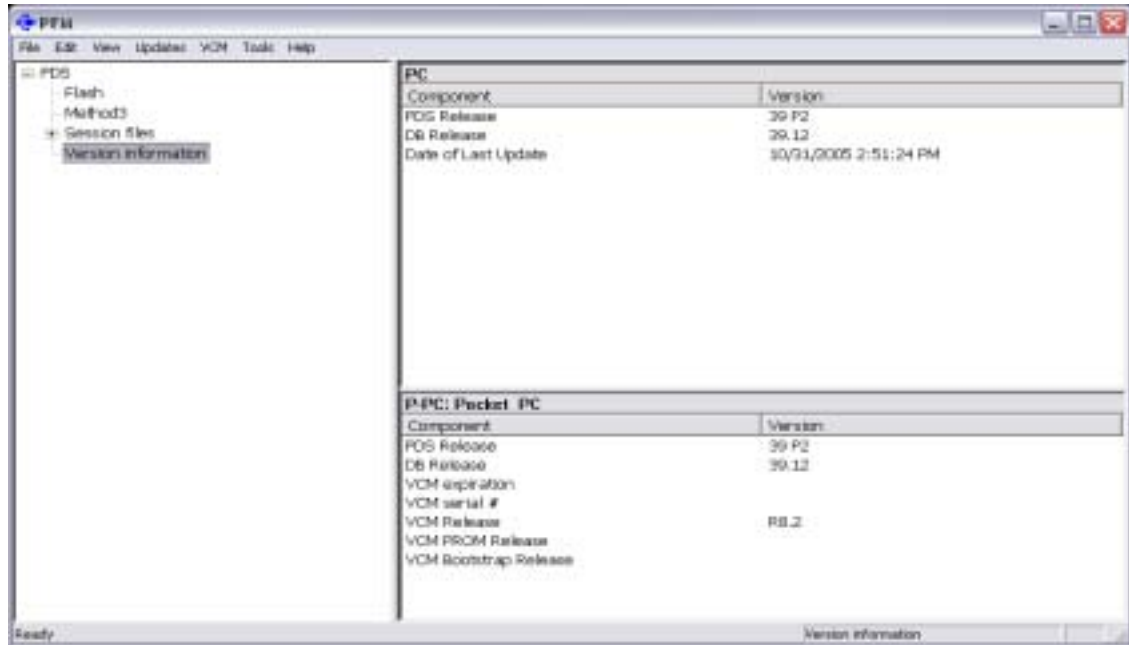 PFM
File Edit View Updates VCM Tools Help
PDS
Flash
Method3
Session files
Version information
PC
Component Version
PDS Release 39 P2
DB Release 39.12
Date of Last Update 10/31/2005 2:51:24 PM
P-PC: Pocket PC
Component Version
PDS Release 39 P2
DB Release 39.12
VCM expiration
VCM serial #
VCM Release R8.2
VCM PROM Release
VCM Bootstrap Release
Ready Version information